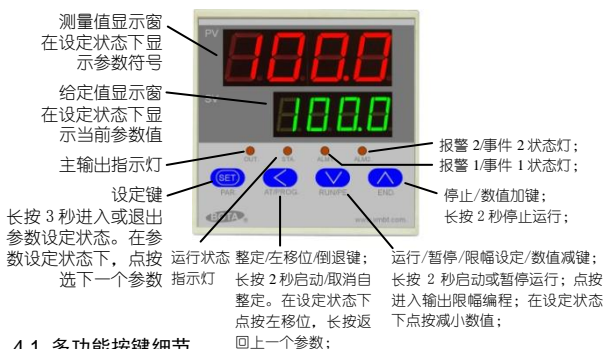 测量值显示窗
在设定状态下显
示参数符号
给定值显示窗
在设定状态下显
示当前参数值
主输出指示灯
设定键
长按 3 秒进入或退出
参数设定状态。在参
数设定状态下，点按
选下一个参数
PV
100.0
SV
100.0
OUT
STA.
ALM1
ALM2
SET
PAR.
AT/PROG
RUN/PS
END.
报警 2/事件 2 状态灯；
报警 1/事件 1 状态灯；
停止/数值加键；
长按 2 秒停止运行；
运行状态
指示灯
整定/左移位/倒退键；
长按 2 秒启动/取消自
整定。在设定状态下
点按左移位，长按返
回上一个参数；
运行/暂停/限幅设定/数值减键；
长按 2 秒启动或暂停运行；点按
进入输出限幅编程；在设定状态
下点按减小数值；
4.1 多功能按键细节